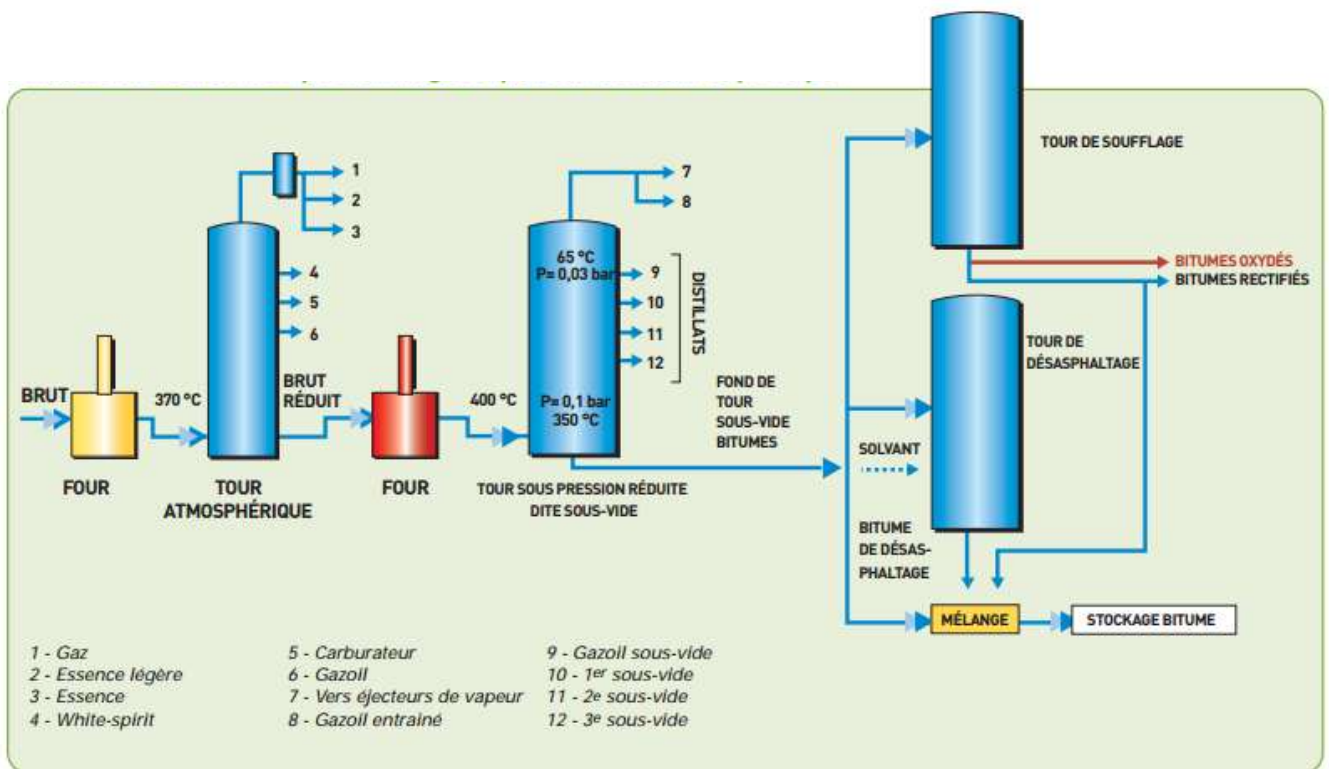 TOUR DE SOUFFLAGE
1
2
3
7
8
65 °C
P= 0,03 bar
4
5
6
9
10
11
12
DISTILLATS
BITUMES OXYDÉS
BITUMES RECTIFIÉS
TOUR DE
DÉSASPHALTAGE
BRUT
370 °C
BRUT
RÉDUIT
400 °C
P= 0,1 bar
350 °C
FOND DE
TOUR
SOUS-VIDE
BITUMES
SOLVANT
FOUR
TOUR
ATMOSPHÉRIQUE
FOUR
TOUR SOUS PRESSION RÉDUITE
DITE SOUS-VIDE
BITUME
DE DÉSAS-
PHALTAGE
MÉLANGE
STOCKAGE BITUME
1 - Gaz
2 - Essence légère
3 - Essence
4 - White-spirit
5 - Carburateur
6 - Gazoil
7 - Vers éjecteurs de vapeur
8 - Gazoil entrainé
9 - Gazoil sous-vide
10 - 1er sous-vide
11 - 2e sous-vide
12 - 3e sous-vide